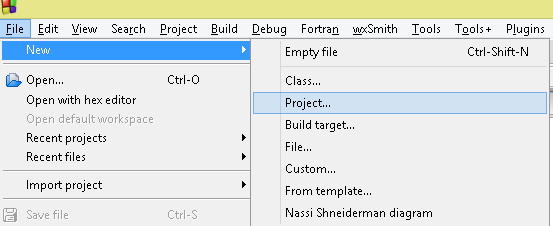 File Edit View Search Project Build Debug Fortran wxSmith Tools Tools+ Plugins
New
Open... Ctrl-O
Open with hex editor
Open default workspace
Recent projects
Recent files
Import project
Save file Ctrl-S
Empty file Ctrl-Shift-N
Class...
Project...
Build target...
File...
Custom...
From template...
Nassi Shneiderman diagram